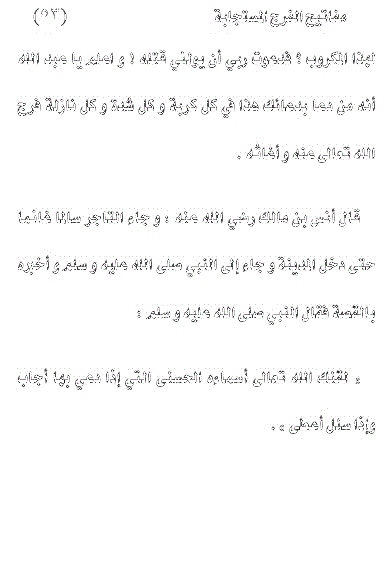 مفاتيح الفرج المستجابة (٥٣)
لهذا المكروب ؟ فدعوت ربي أن يوليني قتله ؛ و اعلم يا عبد الله
أنه من دعا بدعائك هذا في كل كربة و كل شدة و كل نازلة فرج
الله تعالى عنه و أغاثه .
قال أنس بن مالك رضي الله عنه : و جاء التاجر سالما غانما
حتى دخل المدينة و جاء إلى النبي صلى الله عليه و سلم و أخبره
بالقصة فقال النبي صلى الله عليه و سلم :
« لقنك الله تعالى أسماءه الحسنى التي إذا دعي بها أجاب
وإذا سئل أعطى » .